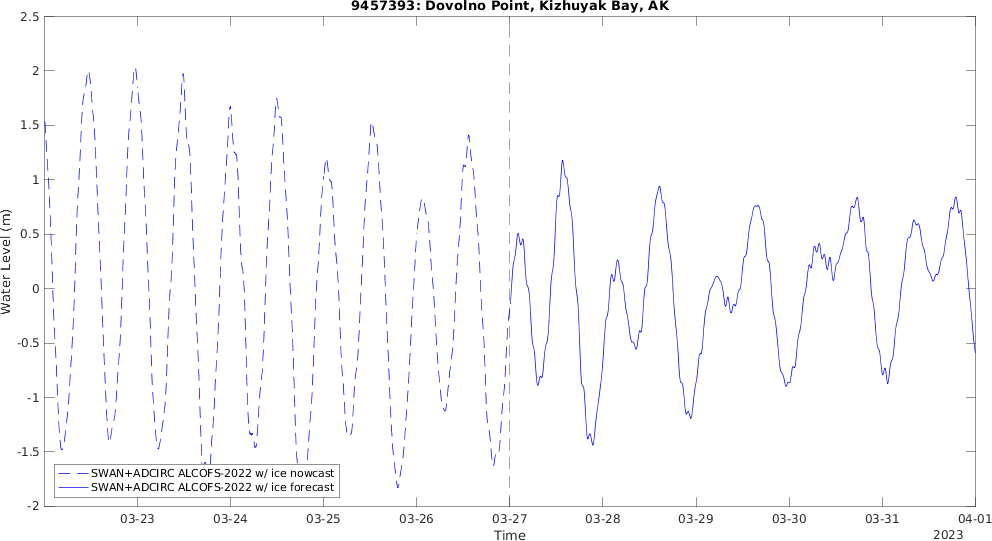 9457393: Dovolno Point, Kizhuyak Bay, AK
2.5
2
1.5
1
0.5
0
-0.5
-1
-1.5
-2
Water Level (m)
SWAN+ADCIRC ALCOFS-2022 w/ ice nowcast
SWAN+ADCIRC ALCOFS-2022 w/ ice forecast
03-23 03-24 03-25 03-26 03-27 03-28 03-29 03-30 03-31 04-01
Time
2023